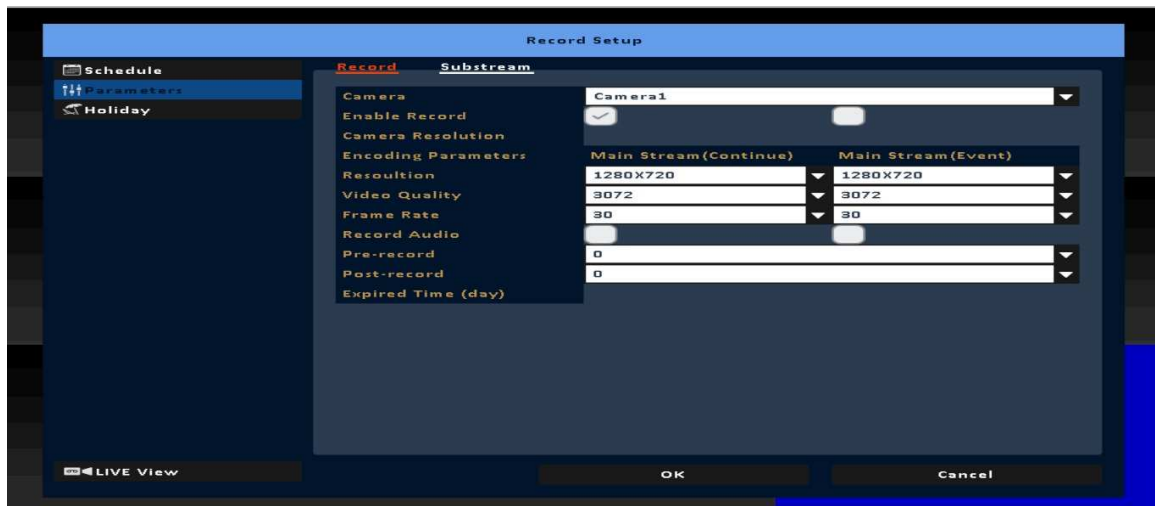 Record Setup
Schedule
Parameters
Holiday
Record Substream
Camera Camera1
Enable Record
Camera Resolution
Encoding Parameters Main Stream(Continue) Main Stream(Event)
Resoultion 1280X720 1280X720
Video Quality 3072 3072
Frame Rate 30 30
Record Audio
Pre-record 0
Post-record 0
Expired Time (day)
LIVE View OK Cancel